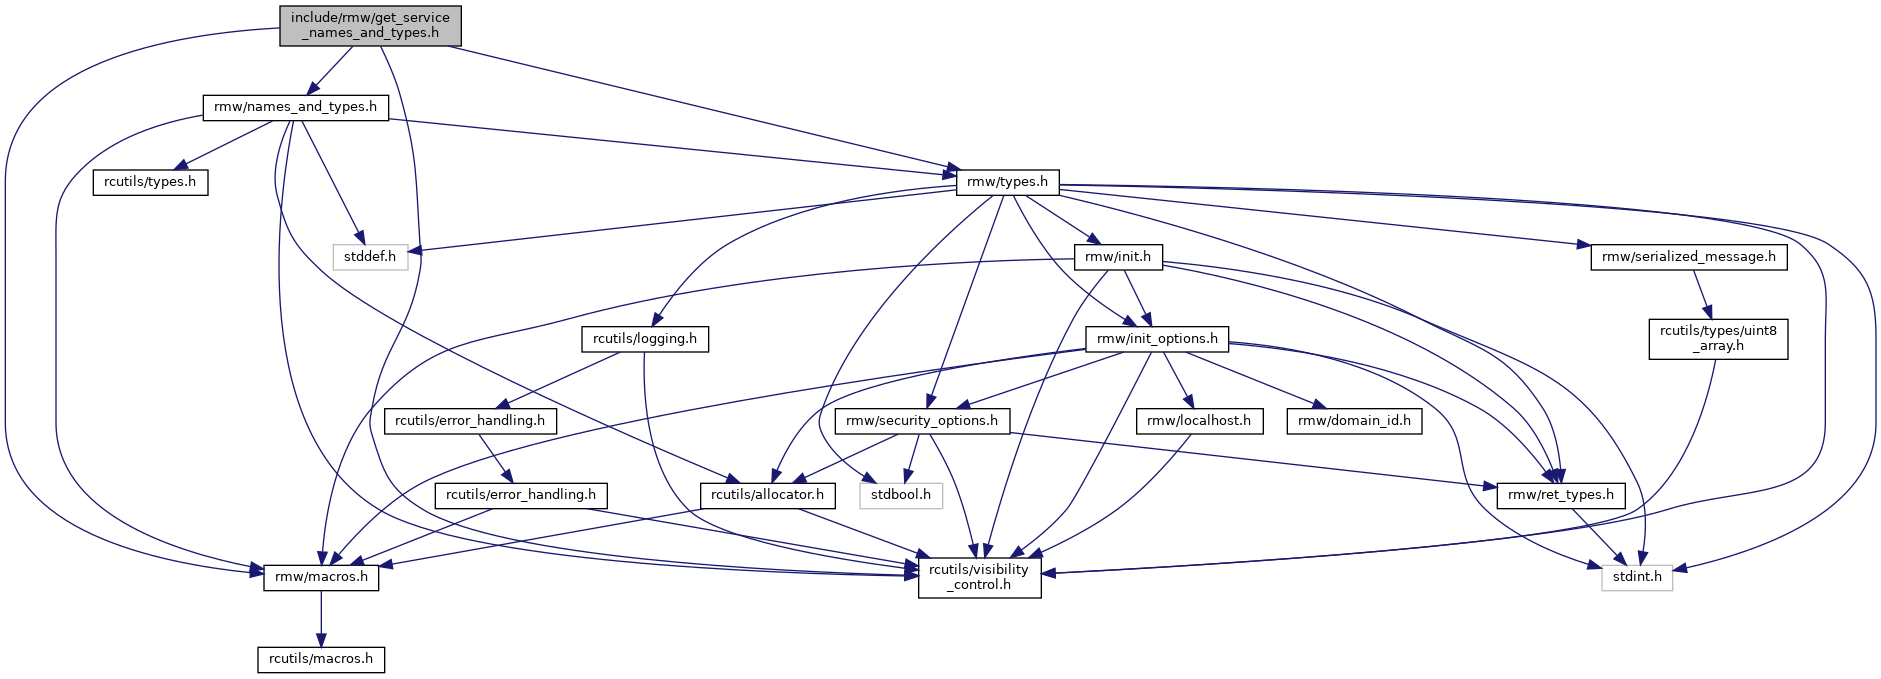 include/rmw/get_service
_names_and_types.h
rmw/names_and_types.h
rcutils/types.h
rmw/types.h
stddef.h
rmw/init.h
rmw/serialized_message.h
rcutils/logging.h
rmw/init_options.h
rcutils/types/uint8
_array.h
rcutils/error_handling.h
rmw/security_options.h
rmw/localhost.h
rmw/domain_id.h
rcutils/error_handling.h
rcutils/allocator.h
stdbool.h
rmw/ret_types.h
rmw/macros.h
rcutils/visibility
_control.h
stdint.h
rcutils/macros.h